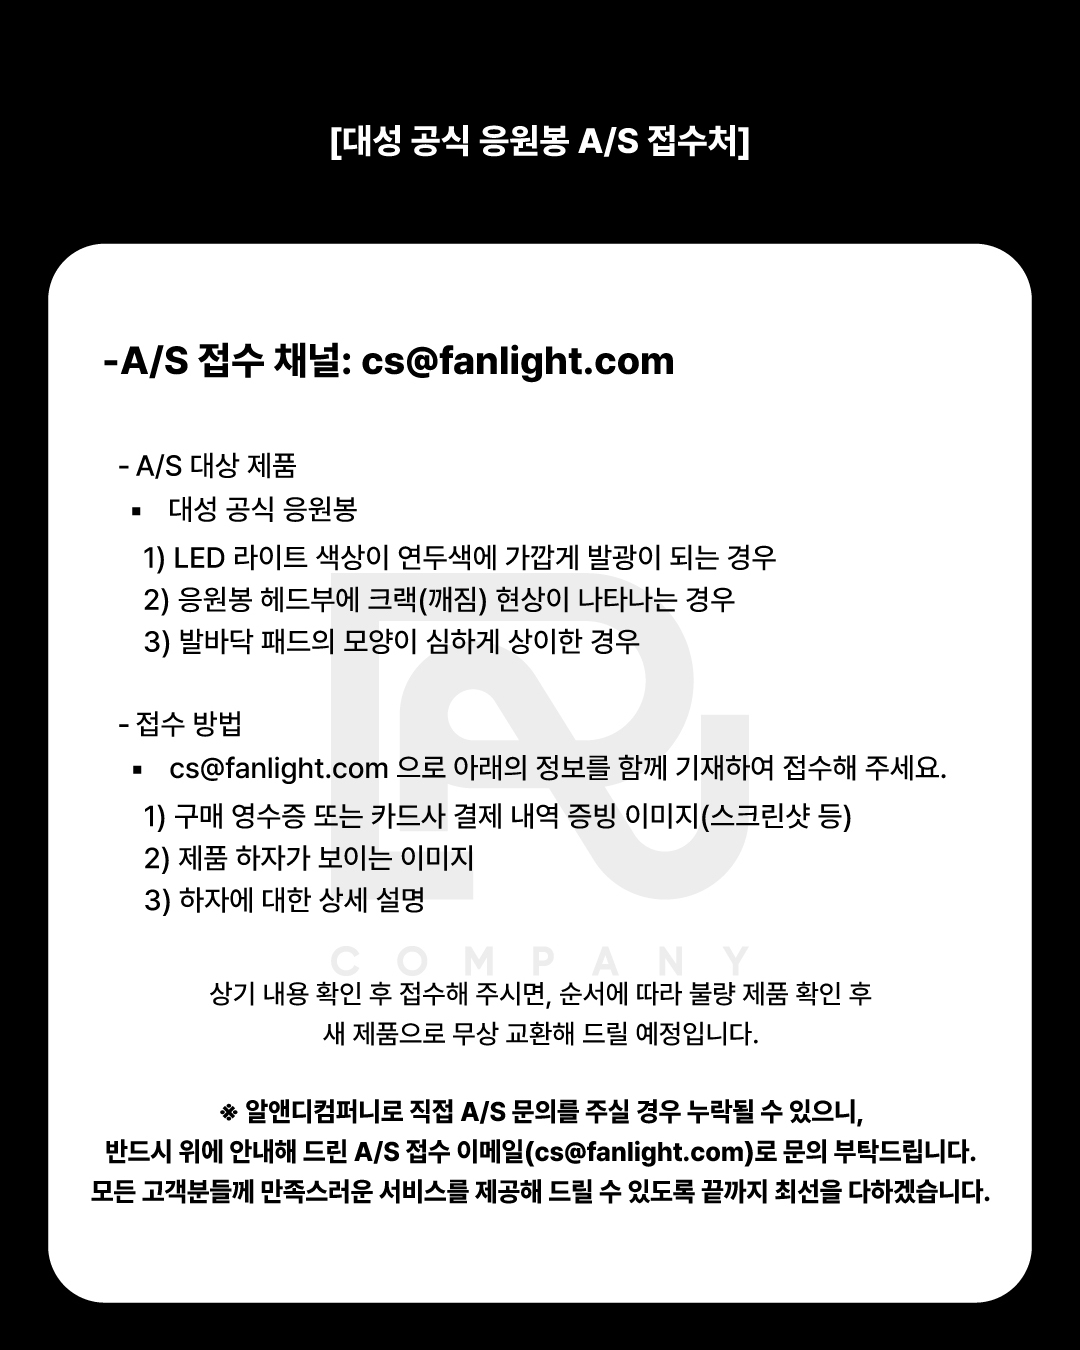 [대성 공식 응원봉 A/S 접수처]
-A/S 접수 채널: cs@fanlight.com
- A/S 대상 제품
▪ 대성 공식 응원봉
1) LED 라이트 색상이 연두색에 가깝게 발광이 되는 경우
2) 응원봉 헤드부에 크랙(깨짐) 현상이 나타나는 경우
3) 발바닥 패드의 모양이 심하게 상이한 경우
- 접수 방법
▪ cs@fanlight.com 으로 아래의 정보를 함께 기재하여 접수해 주세요.
1) 구매 영수증 또는 카드사 결제 내역 증빙 이미지(스크린샷 등)
2) 제품 하자가 보이는 이미지
3) 하자에 대한 상세 설명
COMPANY
상기 내용 확인 후 접수해 주시면, 순서에 따라 불량 제품 확인 후
새 제품으로 무상 교환해 드릴 예정입니다.
※ 알앤디컴퍼니로 직접 A/S 문의를 주실 경우 누락될 수 있으니,
반드시 위에 안내해 드린 A/S 접수 이메일(cs@fanlight.com)로 문의 부탁드립니다.
모든 고객분들께 만족스러운 서비스를 제공해 드릴 수 있도록 끝까지 최선을 다하겠습니다.